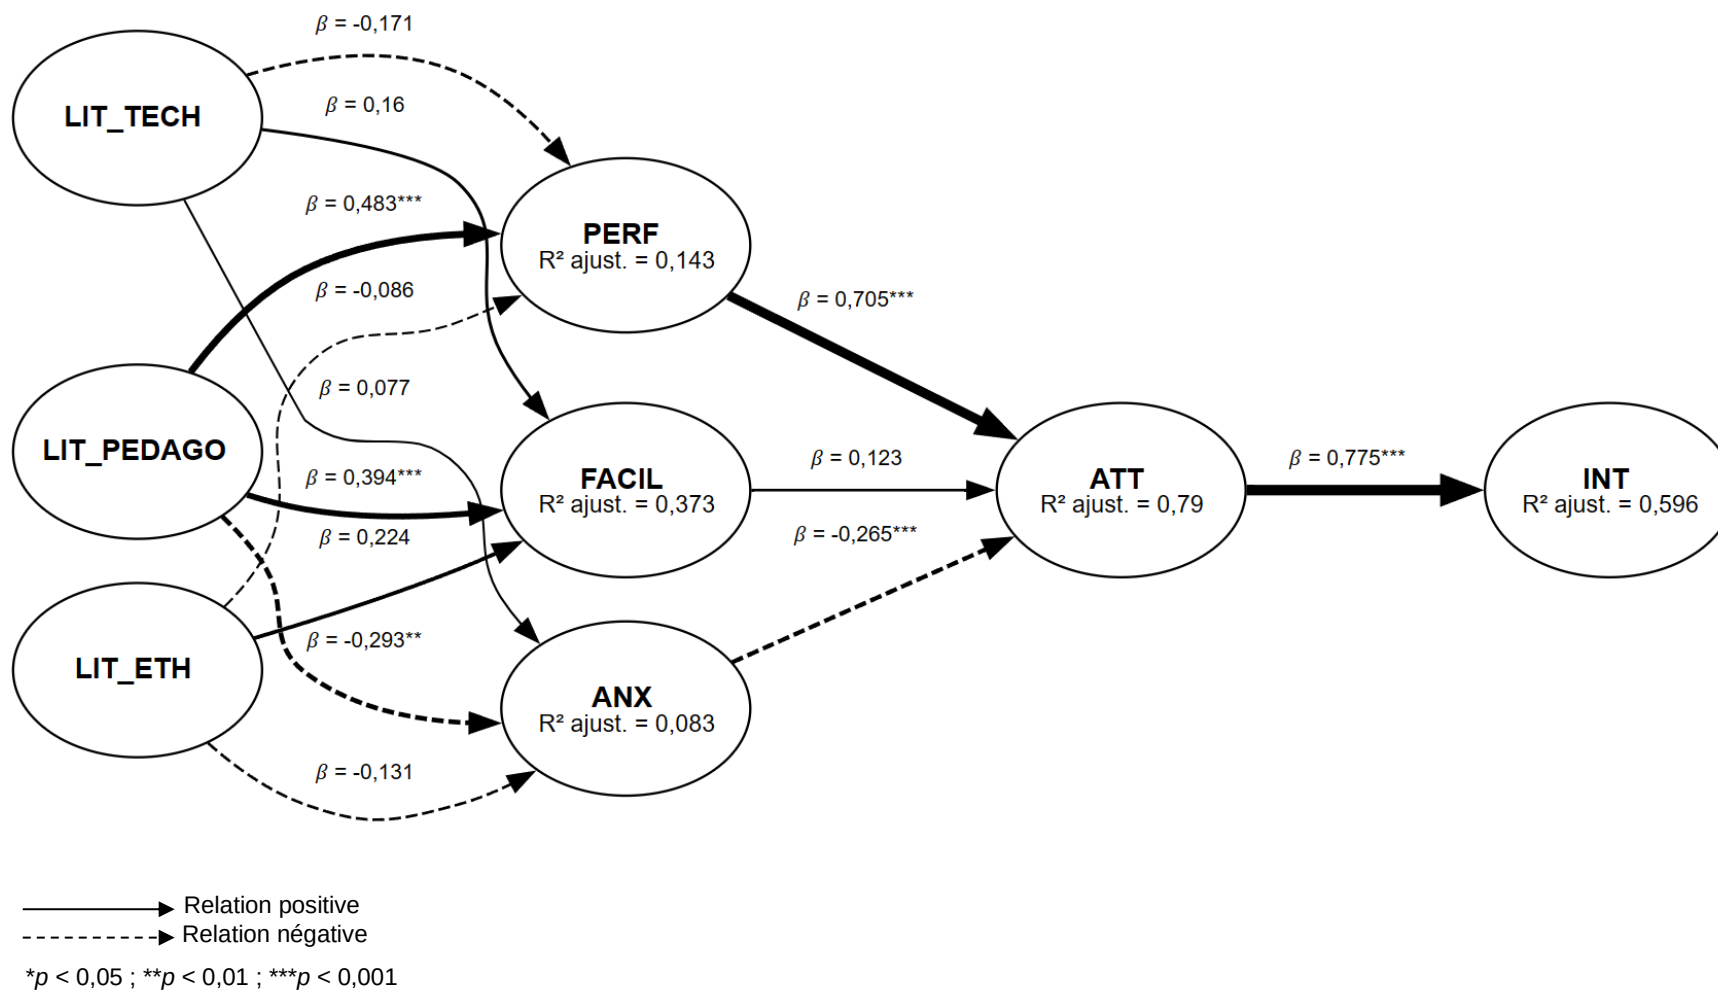 β = -0,171
LIT_TECH
β = 0,16
β = 0,483***
PERF
R² ajust. = 0,143
β = -0,086
β = 0,705***
β = 0,077
LIT_PEDAGO
β = 0,394***
FACIL
R² ajust. = 0,373
β = 0,123
ATT
R² ajust. = 0,79
β = 0,775***
INT
R² ajust. = 0,596
β = 0,224
β = -0,265***
β = -0,293**
LIT_ETH
ANX
R² ajust. = 0,083
β = -0,131
Relation positive
Relation négative
*p < 0,05 ; **p < 0,01 ; ***p < 0,001